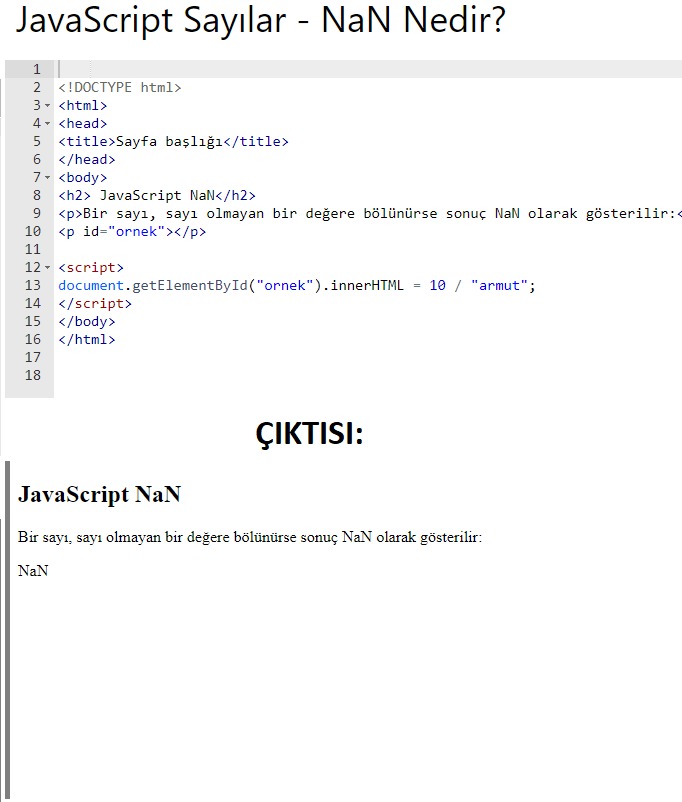 JavaScript Sayılar - NaN Nedir?
1
2 <!DOCTYPE html>
3 <html>
4 <head>
5 <title>Sayfa başlığı</title>
6 </head>
7 <body>
8 <h2> JavaScript NaN</h2>
9 <p>Bir sayı, sayı olmayan bir değere bölünürse sonuç NaN olarak gösterilir:<
10 <p id="ornek"></p>
11
12 <script>
13 document.getElementById("ornek").innerHTML = 10 / "armut";
14 </script>
15 </body>
16 </html>
17
18
ÇIKTISI:
JavaScript NaN
Bir sayı, sayı olmayan bir değere bölünürse sonuç NaN olarak gösterilir:
NaN